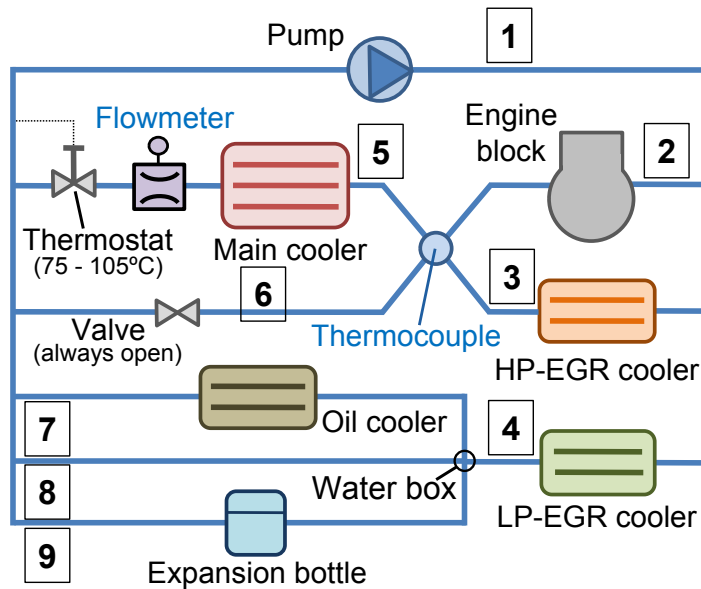 Pump
1
Flowmeter
Engine
block
5
2
Thermostat
(75 - 105ºC)
Main cooler
6
3
Valve
(always open)
Thermocouple
HP-EGR cooler
7
Oil cooler
4
8
Water box
LP-EGR cooler
9
Expansion bottle